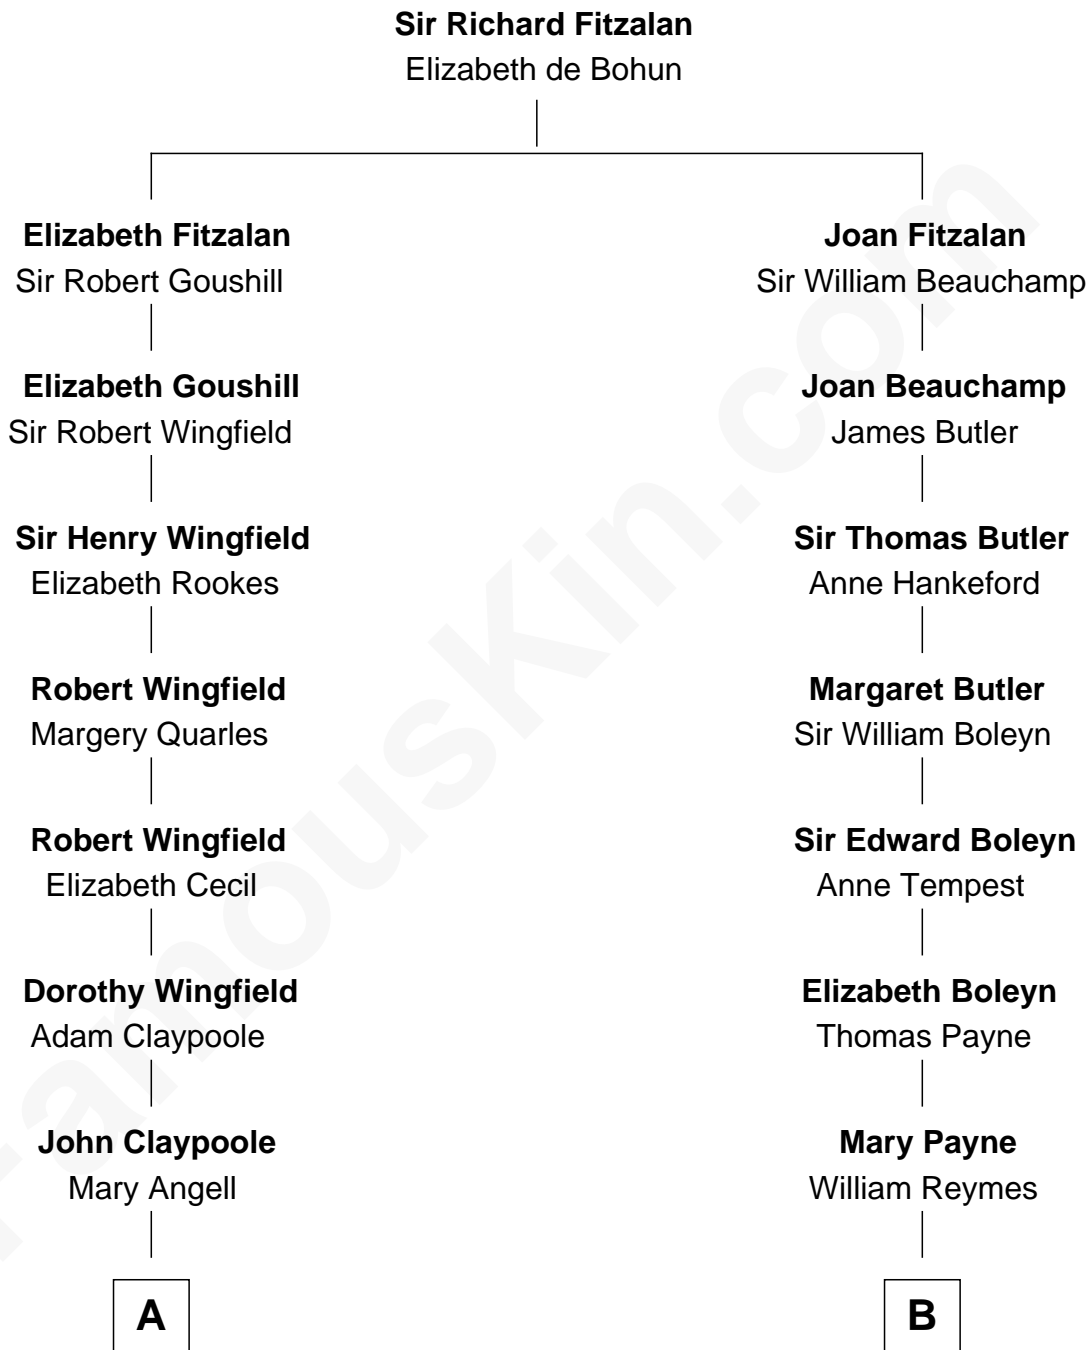 Sir Richard Fitzalan
Elizabeth de Bohun
Elizabeth Fitzalan
Sir Robert Goushill
Joan Fitzalan
Sir William Beauchamp
Elizabeth Goushill
Sir Robert Wingfield
Joan Beauchamp
James Butler
Sir Henry Wingfield
Elizabeth Rookes
Sir Thomas Butler
Anne Hankeford
Robert Wingfield
Margery Quarles
Margaret Butler
Sir William Boleyn
Robert Wingfield
Elizabeth Cecil
Sir Edward Boleyn
Anne Tempest
Dorothy Wingfield
Adam Claypoole
Elizabeth Boleyn
Thomas Payne
John Claypoole
Mary Angell
Mary Payne
William Reymes
A
B
FamousKin.com